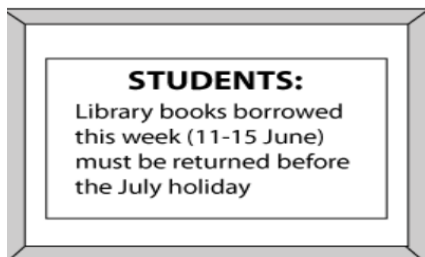 STUDENTS:
Library books borrowed
this week (11-15 June)
must be returned before
the July holiday